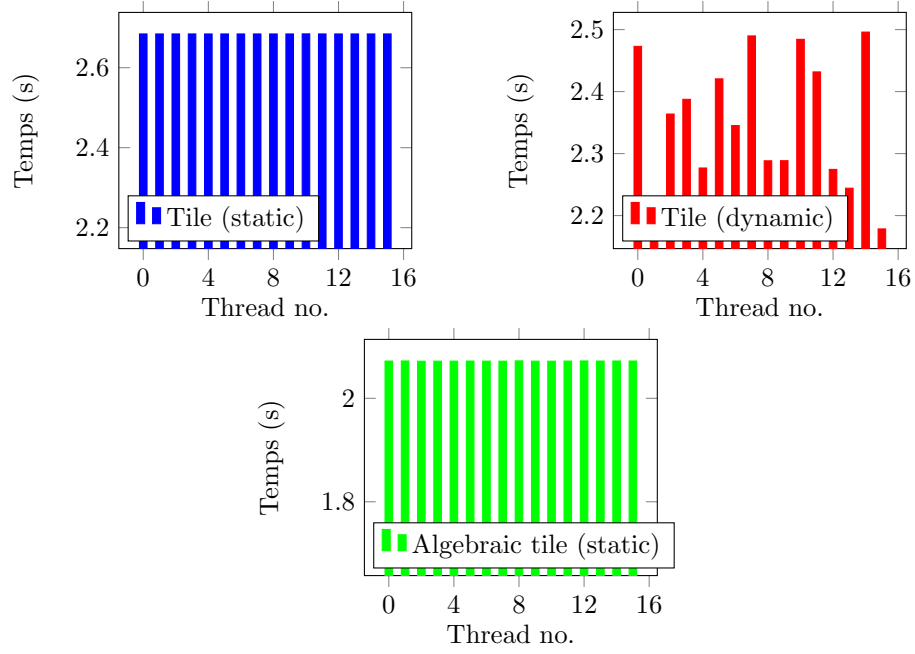 2.6
2.4
2.2
Temps (s)
Tile (static)
0 4 8 12 16
Thread no.
2.5
2.4
2.3
2.2
Temps (s)
Tile (dynamic)
0 4 8 12 16
Thread no.
2
1.8
Temps (s)
Algebraic tile (static)
0 4 8 12 16
Thread no.